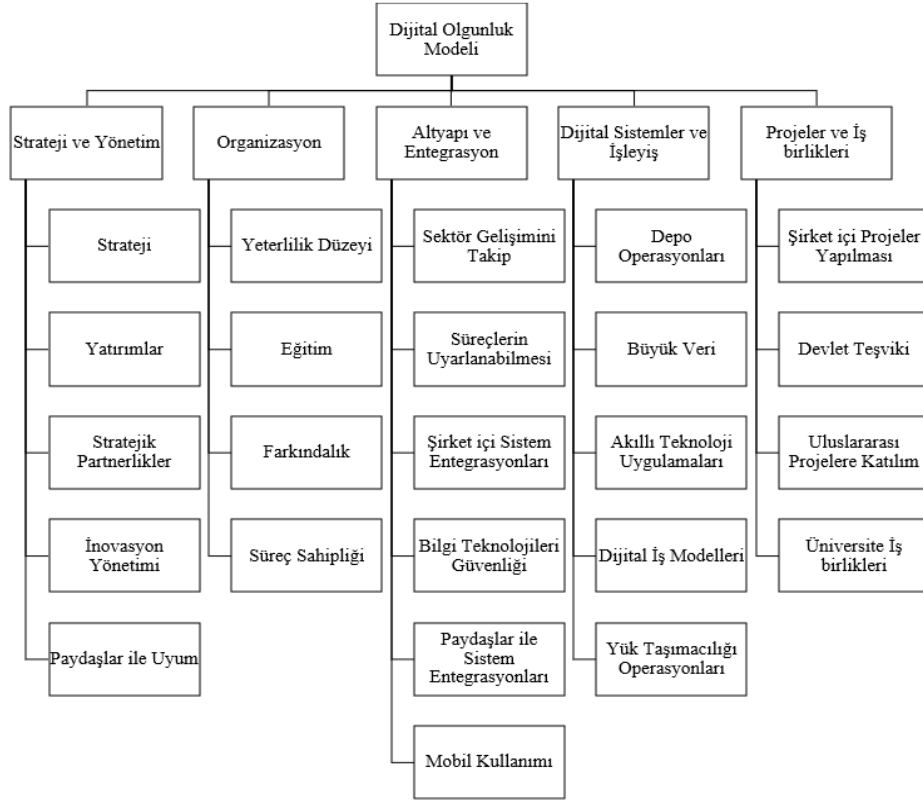 Dijital Olgunluk
Modeli
Strateji ve Yönetim
Organizasyon
Altyapı ve
Entegrasyon
Dijital Sistemler ve
İşleyiş
Projeler ve İş
birlikleri
Strateji
Yeterlilik Düzeyi
Sektör Gelişimini
Takip
Depo
Operasyonları
Şirket içi Projeler
Yapılması
Yatırımlar
Eğitim
Süreçlerin
Uyarlanabilmesi
Büyük Veri
Devlet Teşviki
Stratejik
Partnerlikler
Farkındalık
Şirket içi Sistem
Entegrasyonları
Akıllı Teknoloji
Uygulamaları
Uluslararası
Projelere Katılım
İnovasyon
Yönetimi
Süreç Sahipliği
Bilgi Teknolojileri
Güvenliği
Dijital İş Modelleri
Üniversite İş
birlikleri
Paydaşlar ile Uyum
Paydaşlar ile
Sistem
Entegrasyonları
Yük Taşımacılığı
Operasyonları
Mobil Kullanımı